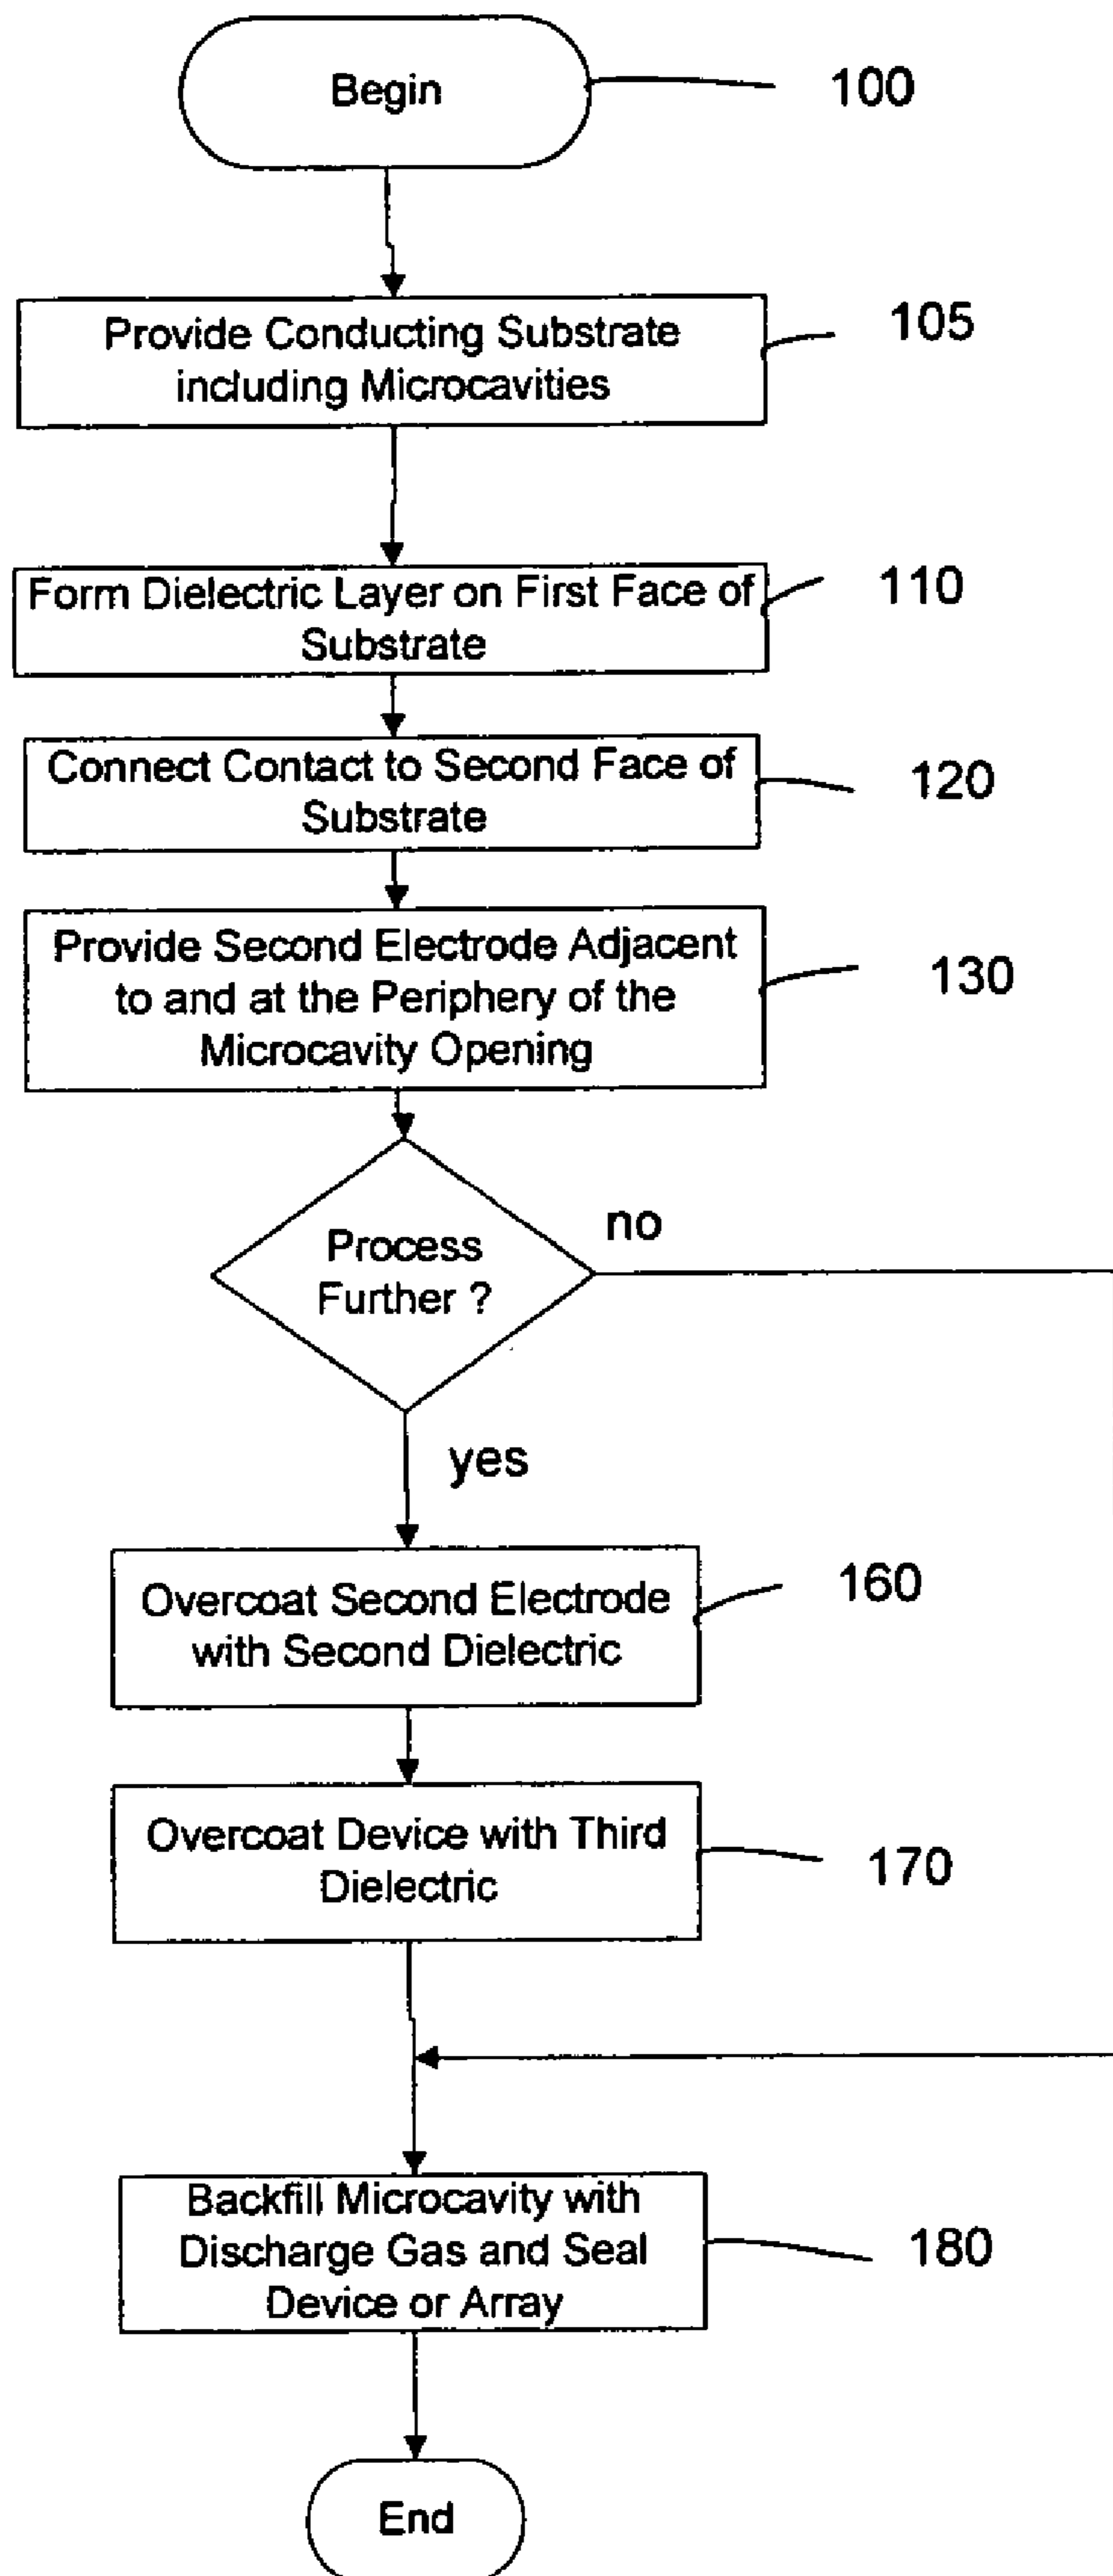 Begin
100
Provide Conducting Substrate
including Microcavities
105
Form Dielectric Layer on First Face of
Substrate
110
Connect Contact to Second Face of
Substrate
120
Provide Second Electrode Adjacent
to and at the Periphery of the
Microcavity Opening
130
Process
Further ?
no
yes
Overcoat Second Electrode
with Second Dielectric
160
Overcoat Device with Third
Dielectric
170
Backfill Microcavity with
Discharge Gas and Seal
Device or Array
180
End